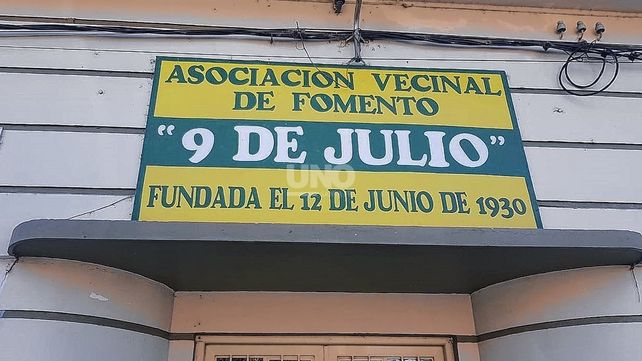 ASOCIACION VECINAL
DE FOMENTO
"9 DE JULIO"
UNO
FUNDADA EL 12 DE JUNIO DE 1930